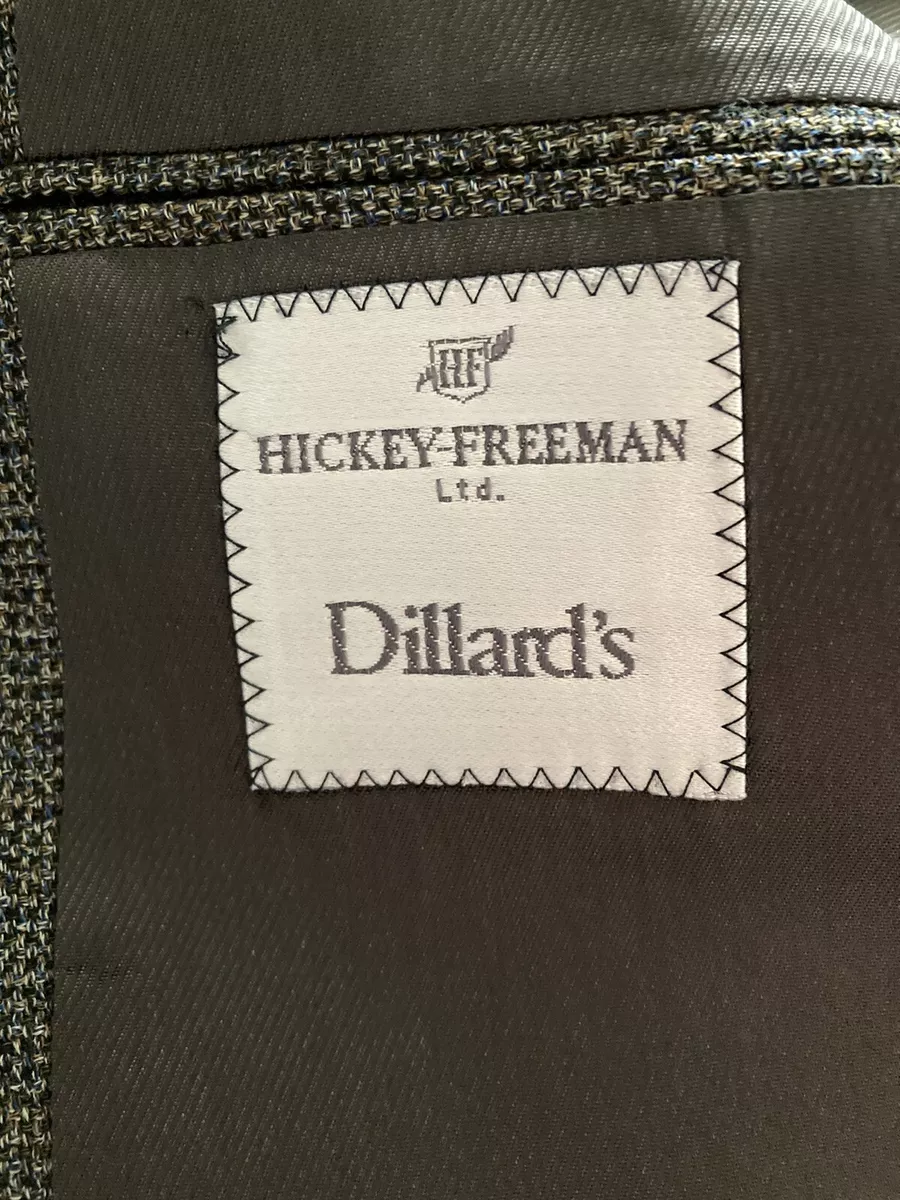 HF
HICKEY-FREEMAN
Ltd.
Dillard's